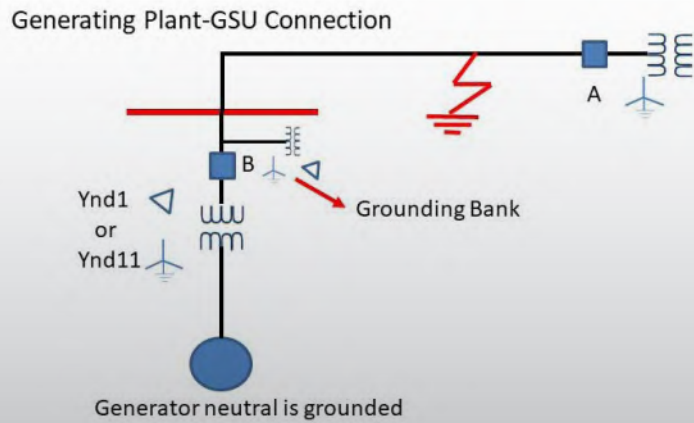 Generating Plant-GSU Connection
A
B
Grounding Bank
Ynd1
or
Ynd11
Generator neutral is grounded